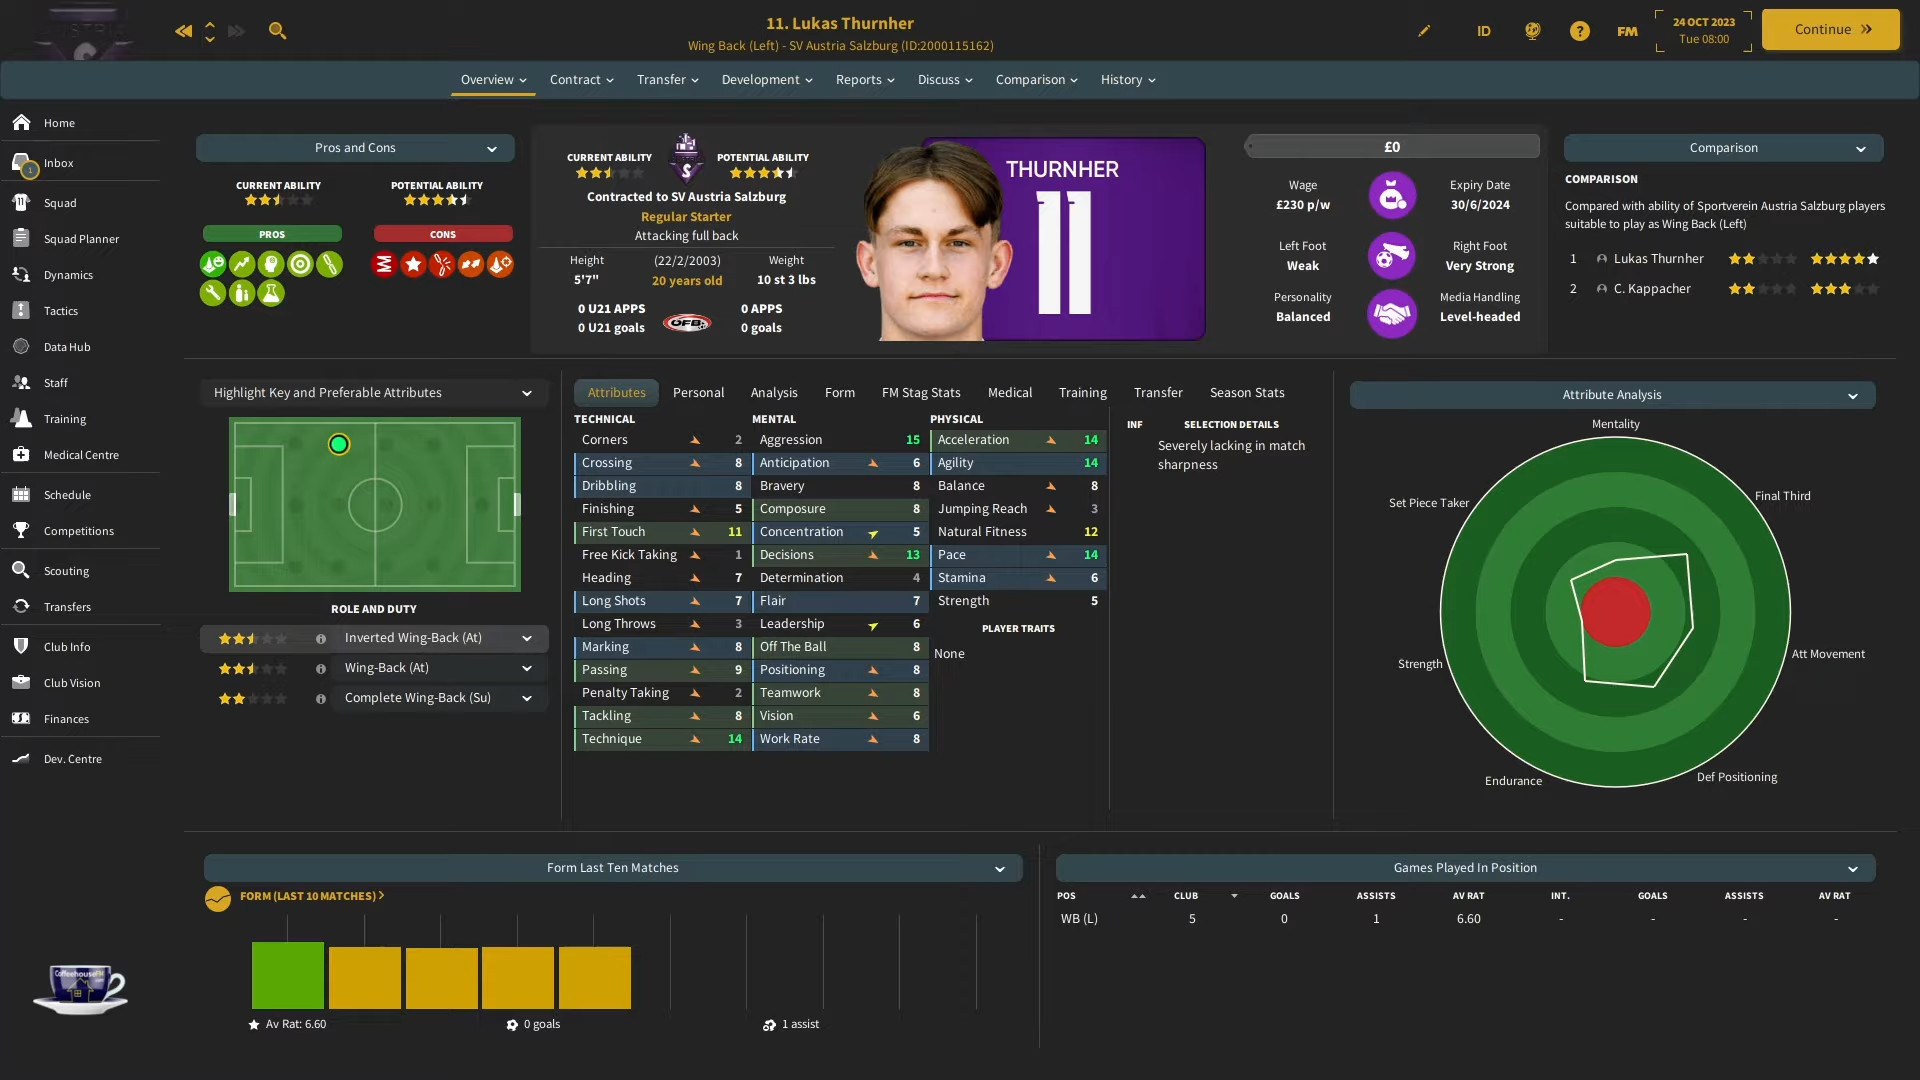 11. Lukas Thurnher
Wing Back (Left) - SV Austria Salzburg (ID:2000115162)
ID
FM
24 OCT 2023
Tue 08:00
Continue
Overview
Contract
Transfer
Development
Reports
Discuss
Comparison
History
Home
Inbox
1
Squad
Squad Planner
Dynamics
Tactics
Data Hub
Staff
Training
Medical Centre
Schedule
Competitions
Scouting
Transfers
Club Info
Club Vision
Finances
Dev. Centre
CoffeehouseFM
Pros and Cons
CURRENT ABILITY
POTENTIAL ABILITY
PROS
CONS
CURRENT ABILITY
POTENTIAL ABILITY
Contracted to SV Austria Salzburg
Regular Starter
Attacking full back
Height
5'7"
(22/2/2003)
20 years old
Weight
10 st 3 lbs
0 U21 APPS
0 U21 goals
ÖFB
0 APPS
0 goals
THURNHER
11
£0
Wage
£230 p/w
Expiry Date
30/6/2024
Left Foot
Weak
Right Foot
Very Strong
Personality
Balanced
Media Handling
Level-headed
Comparison
COMPARISON
Compared with ability of Sportverein Austria Salzburg players
suitable to play as Wing Back (Left)
1 Lukas Thurnher
2 C. Kappacher
Highlight Key and Preferable Attributes
ROLE AND DUTY
Inverted Wing-Back (At)
Wing-Back (At)
Complete Wing-Back (Su)
Attributes
Personal
Analysis
Form
FM Stag Stats
Medical
Training
Transfer
Season Stats
TECHNICAL
Corners 2
Crossing 8
Dribbling 8
Finishing 5
First Touch 11
Free Kick Taking 1
Heading 7
Long Shots 7
Long Throws 3
Marking 8
Passing 9
Penalty Taking 2
Tackling 8
Technique 14
MENTAL
Aggression 15
Anticipation 6
Bravery 8
Composure 8
Concentration 5
Decisions 13
Determination 4
Flair 7
Leadership 6
Off The Ball 8
Positioning 8
Teamwork 8
Vision 6
Work Rate 8
PHYSICAL
Acceleration 14
Agility 14
Balance 8
Jumping Reach 3
Natural Fitness 12
Pace 14
Stamina 6
Strength 5
PLAYER TRAITS
None
INF SELECTION DETAILS
Severely lacking in match
sharpness
Attribute Analysis
Mentality
Final Third
Att Movement
Def Positioning
Endurance
Strength
Set Piece Taker
Form Last Ten Matches
FORM (LAST 10 MATCHES) >
Av Rat: 6.60
0 goals
1 assist
Games Played In Position
POS CLUB GOALS ASSISTS AV RAT INT. GOALS ASSISTS AV RAT
WB (L) 5 0 1 6.60 - - - -